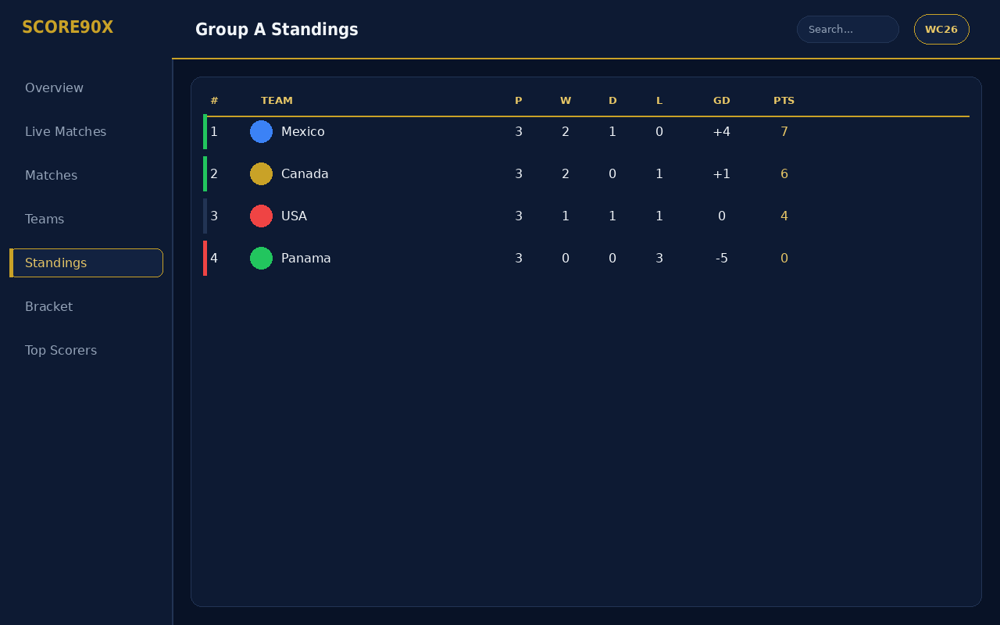 SCORE90X
Group A Standings
Search...
WC26
Overview
Live Matches
Matches
Teams
Standings
Bracket
Top Scorers
# TEAM P W D L GD PTS
1 Mexico 3 2 1 0 +4 7
2 Canada 3 2 0 1 +1 6
3 USA 3 1 1 1 0 4
4 Panama 3 0 0 3 -5 0